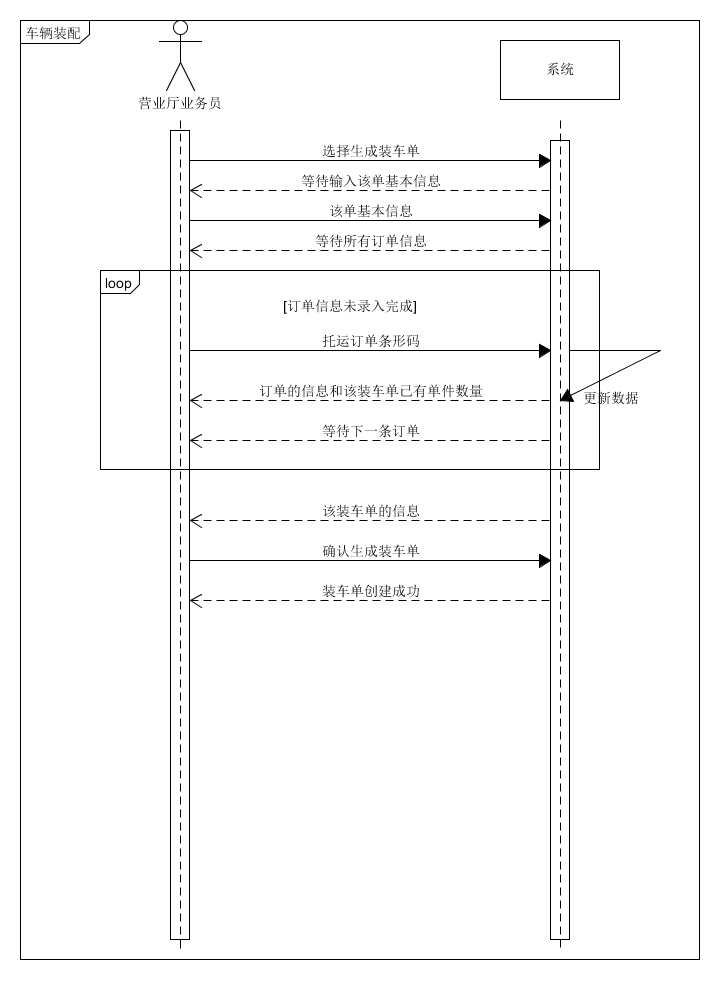 车辆装配
系统
营业厅业务员
选择生成装车单
等待输入该单基本信息
该单基本信息
等待所有订单信息
loop
[订单信息未录入完成]
托运订单条形码
订单的信息和该装车单已有单件数量
更新数据
等待下一条订单
该装车单的信息
确认生成装车单
装车单创建成功